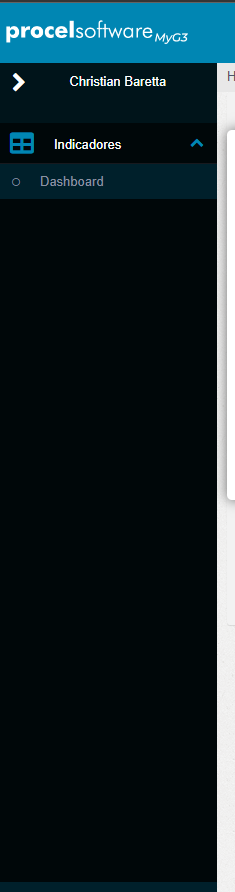 procelsoftware MyG3
Christian Baretta
Indicadores
Dashboard
H